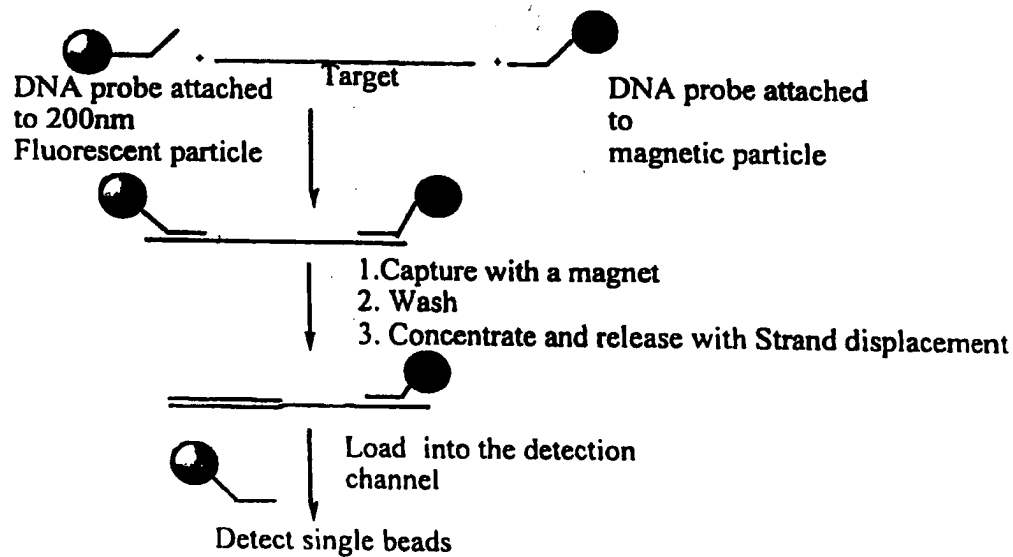 Target
DNA probe attached
to 200nm
Fluorescent particle
DNA probe attached
to
magnetic particle
1.Capture with a magnet
2. Wash
3. Concentrate and release with Strand displacement
Load into the detection
channel
Detect single beads